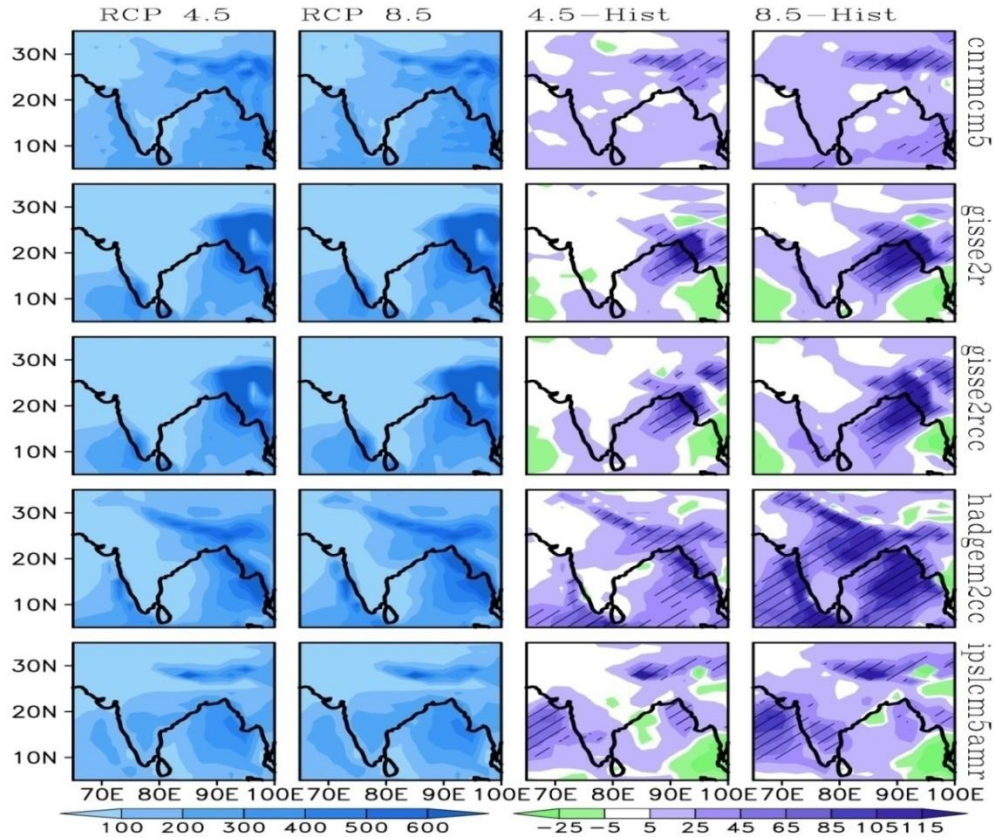 RCP 4.5 RCP 8.5 4.5-Hist 8.5-Hist
30N
20N
10N
cnrmcm5
30N
20N
10N
gisse2r
30N
20N
10N
gisse2rcc
30N
20N
10N
hadgem2cc
30N
20N
10N
ipslcm5amr
70E 80E 90E 100E 70E 80E 90E 100E 70E 80E 90E 100E 70E 80E 90E 100E
100 200 300 400 500 600 -25 -5 5 25 45 65 85 105 115